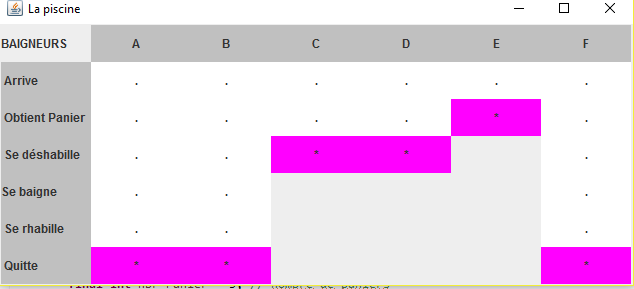 La piscine
BAIGNEURS A B C D E F
Arrive . . . . . .
Obtient Panier . . . . * .
Se déshabille . . * * .
Se baigne . . .
Se rhabille . . .
Quitte * * *